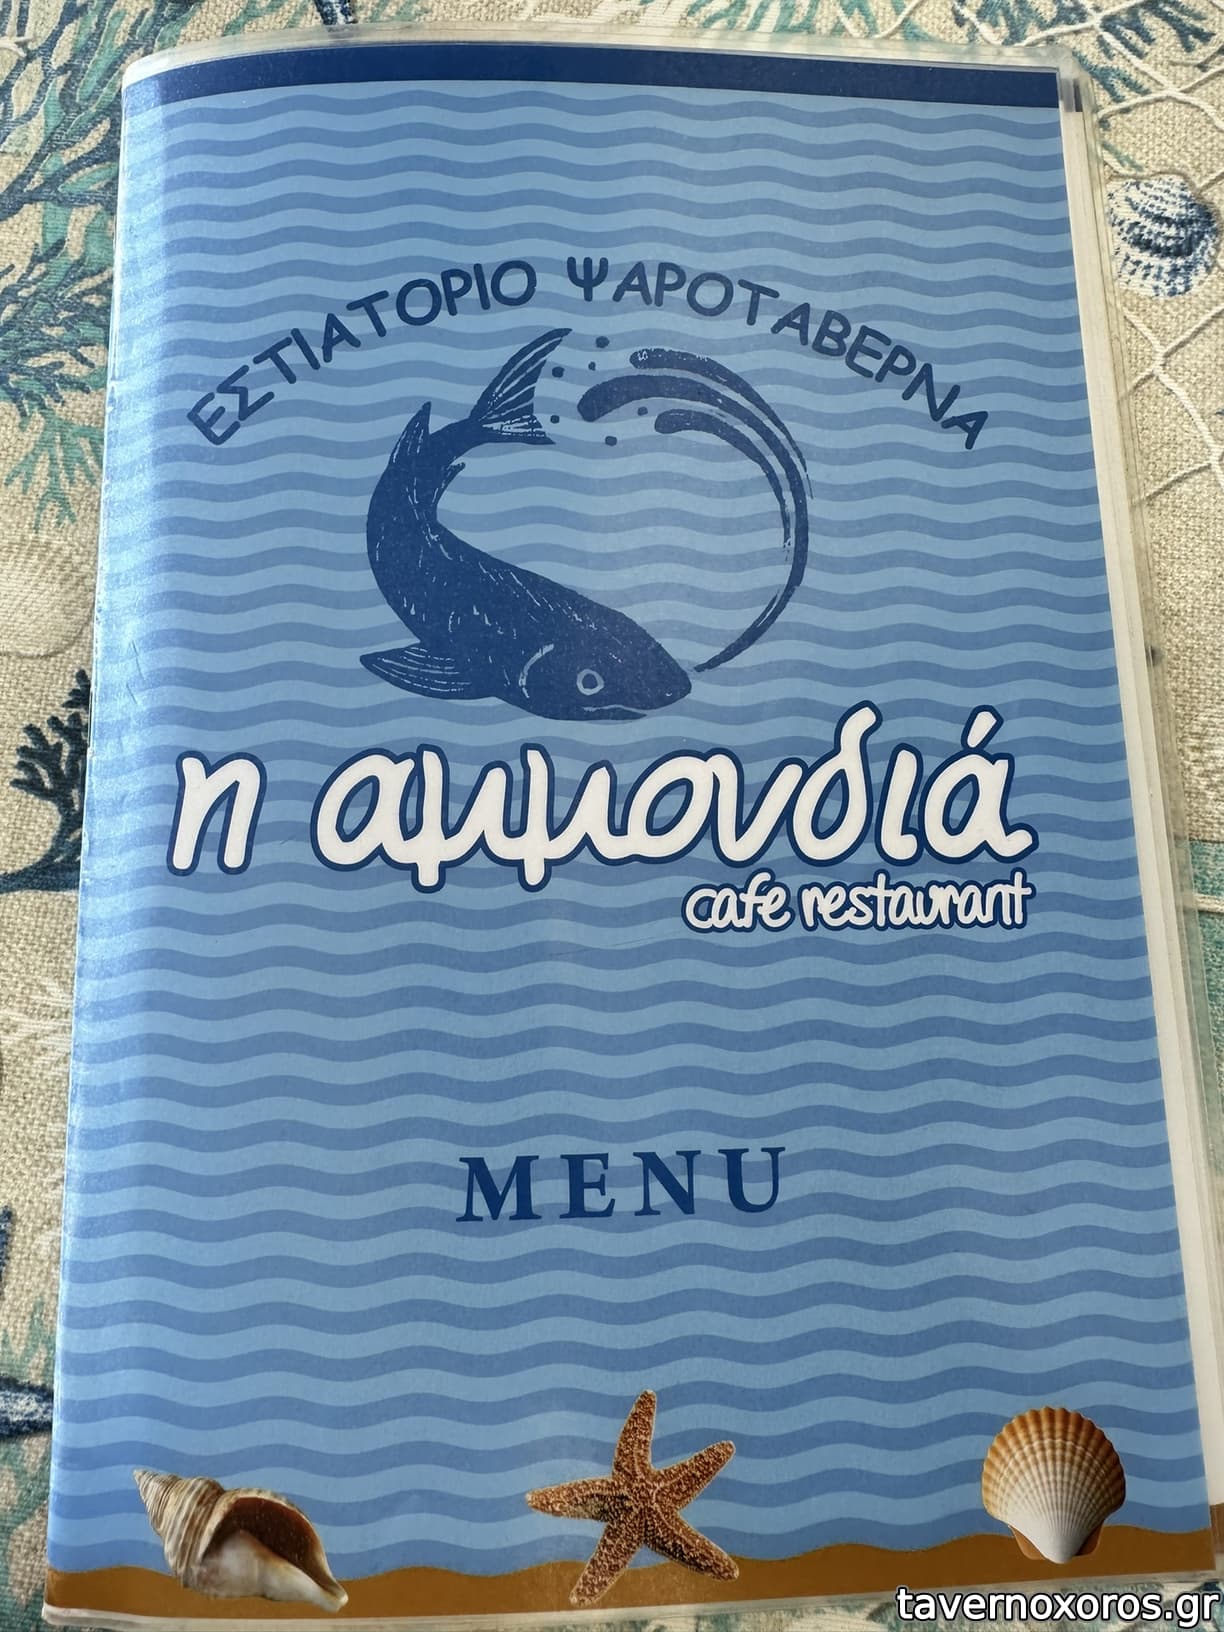 ΕΣΤΙΑΤΟΡΙΟ ΨΑΡΟΤΑΒΕΡΝΑ
η αμμουδιά
cafe restaurant
MENU
tavernoxoros.gr